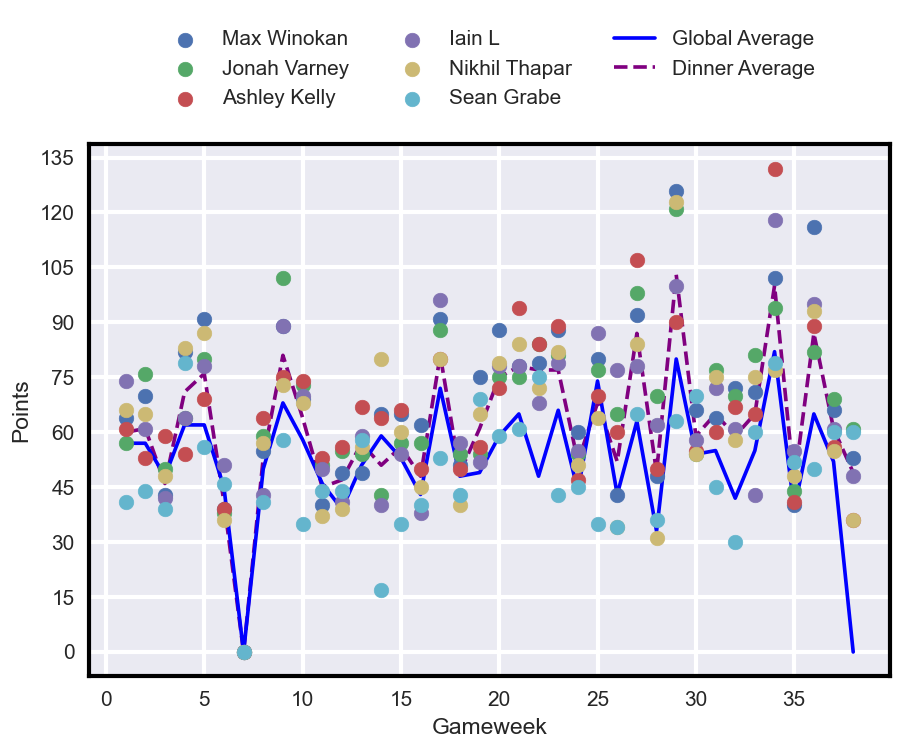 Max Winokan
Jonah Varney
Ashley Kelly
Iain L
Nikhil Thapar
Sean Grabe
Global Average
Dinner Average
135
120
105
90
75
60
45
30
15
0
Points
0 5 10 15 20 25 30 35
Gameweek